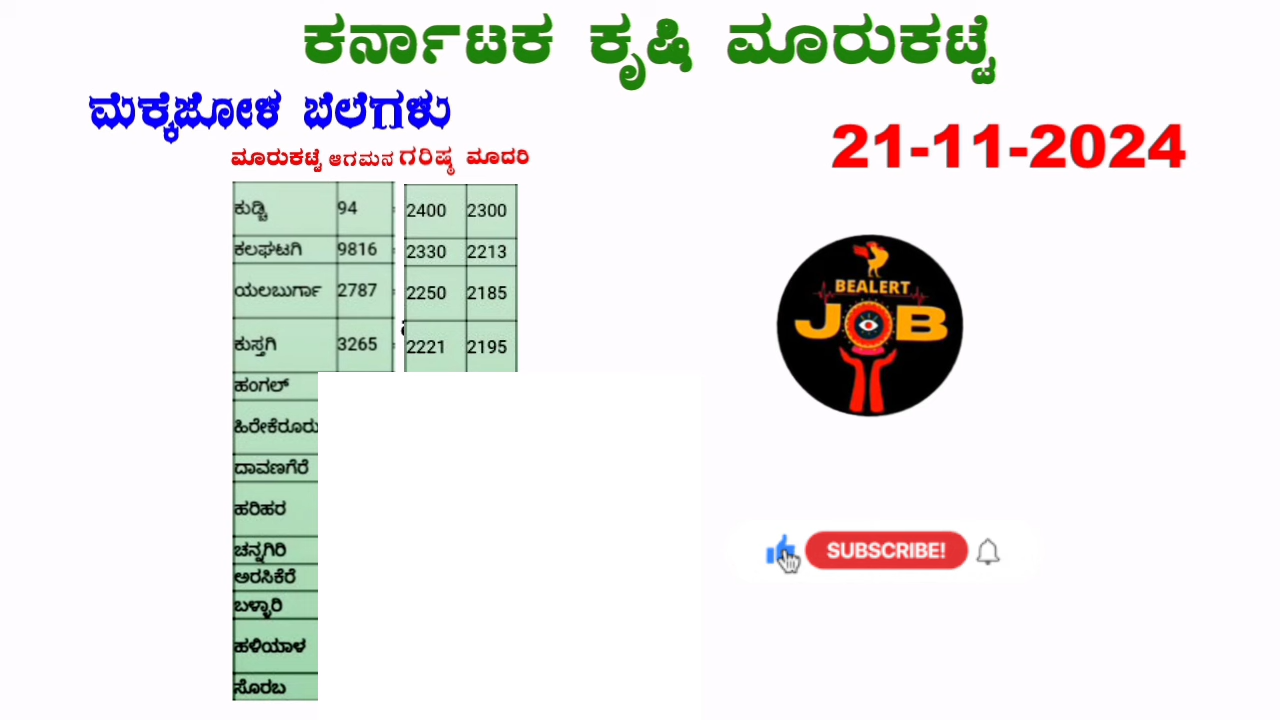 ಕರ್ನಾಟಕ ಕೃಷಿ ಮಾರುಕಟ್ಟೆ
ಮೆಕ್ಕೆಜೋಳ ಬೆಲೆಗಳು
21-11-2024
ಮಾರುಕಟ್ಟೆ ಆಗಮನ ಗರಿಷ್ಠ ಮಾದರಿ
ಕುಡ್ಚಿ 94 2400 2300
ಕಲಘಟಗಿ 9816 2330 2213
ಯಲಬುರ್ಗಾ 2787 2250 2185
ಕುಸ್ತಗಿ 3265 2221 2195
ಹಂಗಲ್
ಹಿರೇಕೆರೂರು
ದಾವಣಗೆರೆ
ಹರಿಹರ
ಚನ್ನಗಿರಿ
ಅರಸಿಕೆರೆ
ಬಳ್ಳಾರಿ
ಹಳಿಯಾಳ
ಸೊರಬ
BEALERT
JOB
SUBSCRIBE!